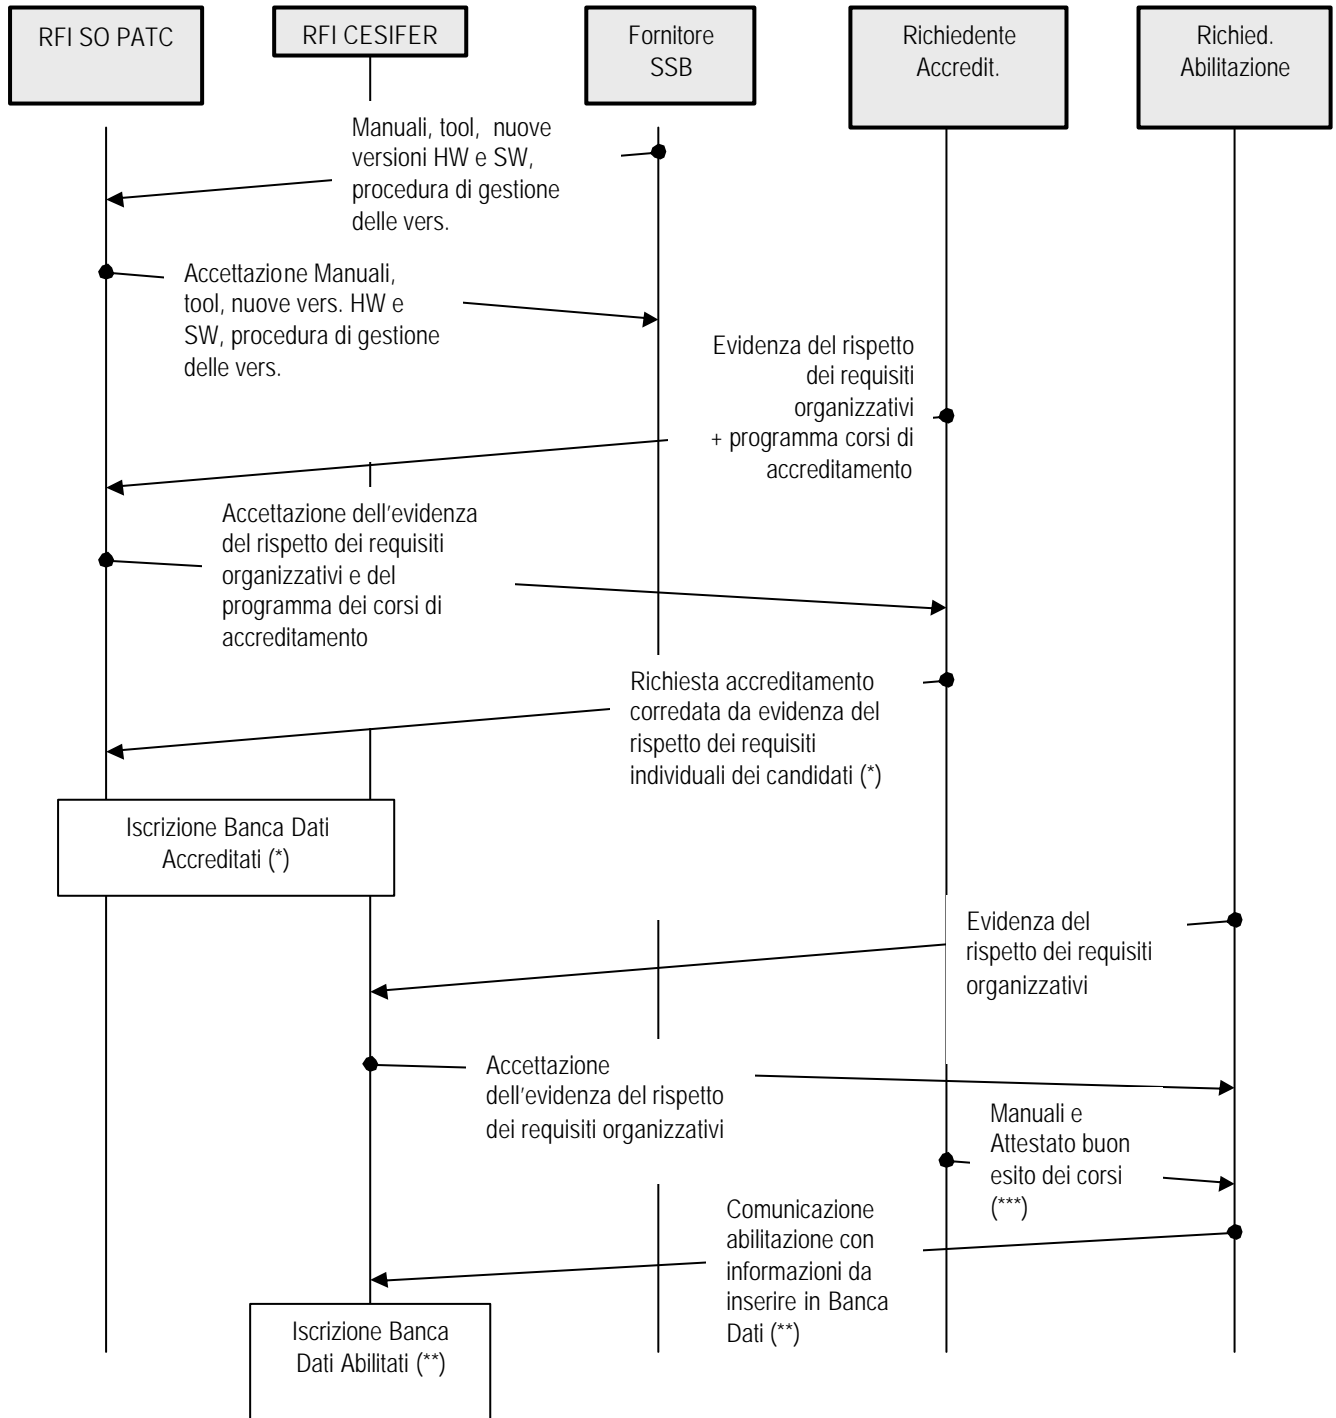 RFI SO PATC
RFI CESIFER
Fornitore
SSB
Richiedente
Accredit.
Richied.
Abilitazione
Manuali, tool, nuove
versioni HW e SW,
procedura di gestione
delle vers.
Accettazione Manuali,
tool, nuove vers. HW e
SW, procedura di gestione
delle vers.
Evidenza del rispetto
dei requisiti
organizzativi
+ programma corsi di
accreditamento
Accettazione dell'evidenza
del rispetto dei requisiti
organizzativi e del
programma dei corsi di
accreditamento
Richiesta accreditamento
corredata da evidenza del
rispetto dei requisiti
individuali dei candidati (*)
Iscrizione Banca Dati
Accreditati (*)
Evidenza del
rispetto dei requisiti
organizzativi
Accettazione
dell'evidenza del rispetto
dei requisiti organizzativi
Manuali e
Attestato buon
esito dei corsi
(***)
Comunicazione
abilitazione con
informazioni da
inserire in Banca
Dati (**)
Iscrizione Banca
Dati Abilitati (**)